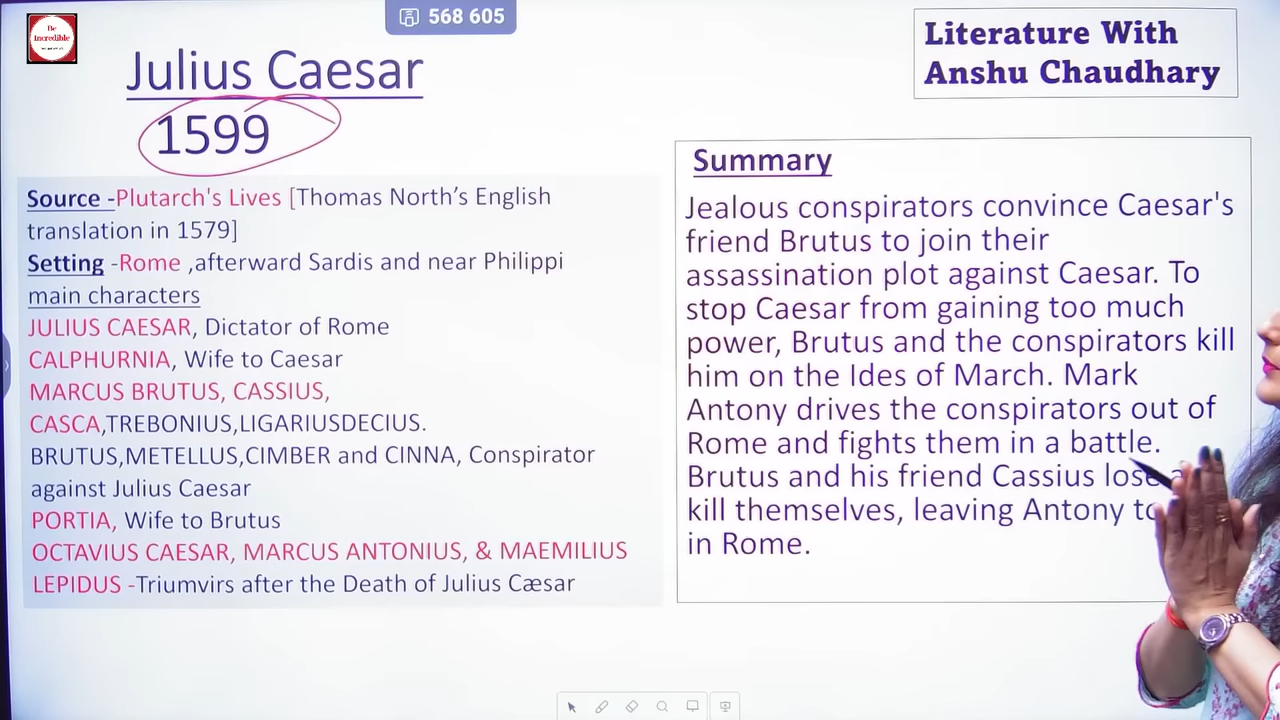 568 605
Be
Incredible
Julius Caesar
1599
Literature With
Anshu Chaudhary
Source -Plutarch's Lives [Thomas North’s English
translation in 1579]
Setting -Rome ,afterward Sardis and near Philippi
main characters
JULIUS CAESAR, Dictator of Rome
CALPHURNIA, Wife to Caesar
MARCUS BRUTUS, CASSIUS,
CASCA,TREBONIUS,LIGARIUSDECIUS.
BRUTUS,METELLUS,CIMBER and CINNA, Conspirator
against Julius Caesar
PORTIA, Wife to Brutus
OCTAVIUS CAESAR, MARCUS ANTONIUS, & MAEMILIUS
LEPIDUS -Triumvirs after the Death of Julius Cæsar
Summary
Jealous conspirators convince Caesar's
friend Brutus to join their
assassination plot against Caesar. To
stop Caesar from gaining too much
power, Brutus and the conspirators kill
him on the Ides of March. Mark
Antony drives the conspirators out of
Rome and fights them in a battle.
Brutus and his friend Cassius lose
kill themselves, leaving Antony
in Rome.